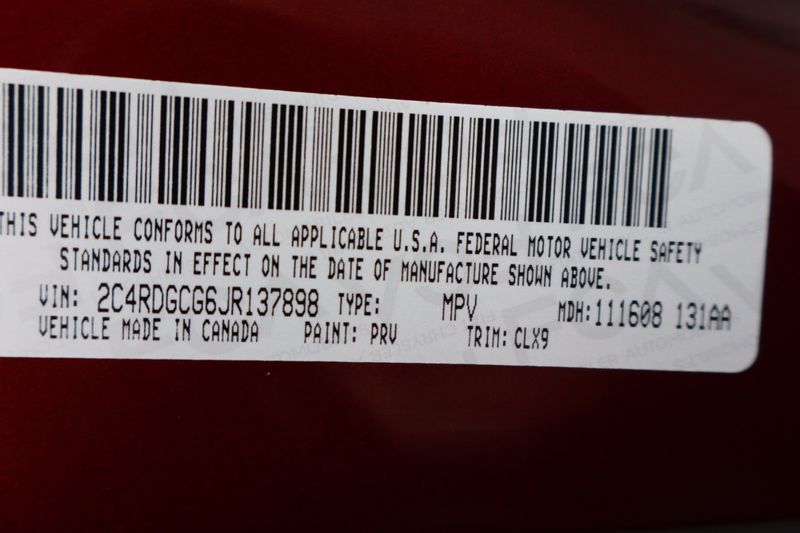 THIS VEHICLE CONFORMS TO ALL APPLICABLE U.S.A. FEDERAL MOTOR VEHICLE SAFETY
STANDARDS IN EFFECT ON THE DATE OF MANUFACTURE SHOWN ABOVE.
VIN: 2C4RDGCG6JR137898 TYPE: MPV MDH: 111608 131AA
VEHICLE MADE IN CANADA PAINT: PRV TRIM: CLX9